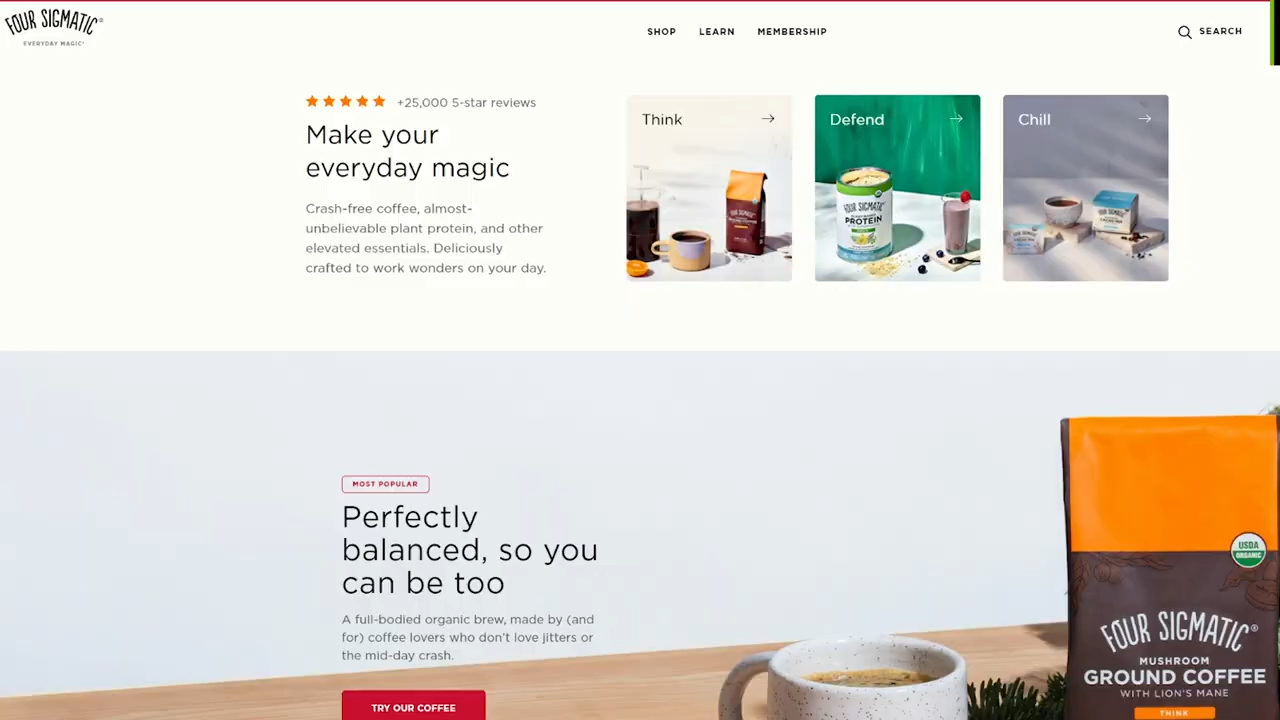 FOUR SIGMATIC®
EVERYDAY MAGIC®
SHOP
LEARN
MEMBERSHIP
SEARCH
+25,000 5-star reviews
Make your
everyday magic
Crash-free coffee, almost-
unbelievable plant protein, and other
elevated essentials. Deliciously
crafted to work wonders on your day.
Think
Defend
Chill
FOUR SIGMATIC
PROTEIN
MOST POPULAR
Perfectly
balanced, so you
can be too
A full-bodied organic brew, made by (and
for) coffee lovers who don't love jitters or
the mid-day crash.
TRY OUR COFFEE
USDA
ORGANIC
FOUR SIGMATIC®
MUSHROOM
GROUND COFFEE
WITH LION'S MANE
THINK